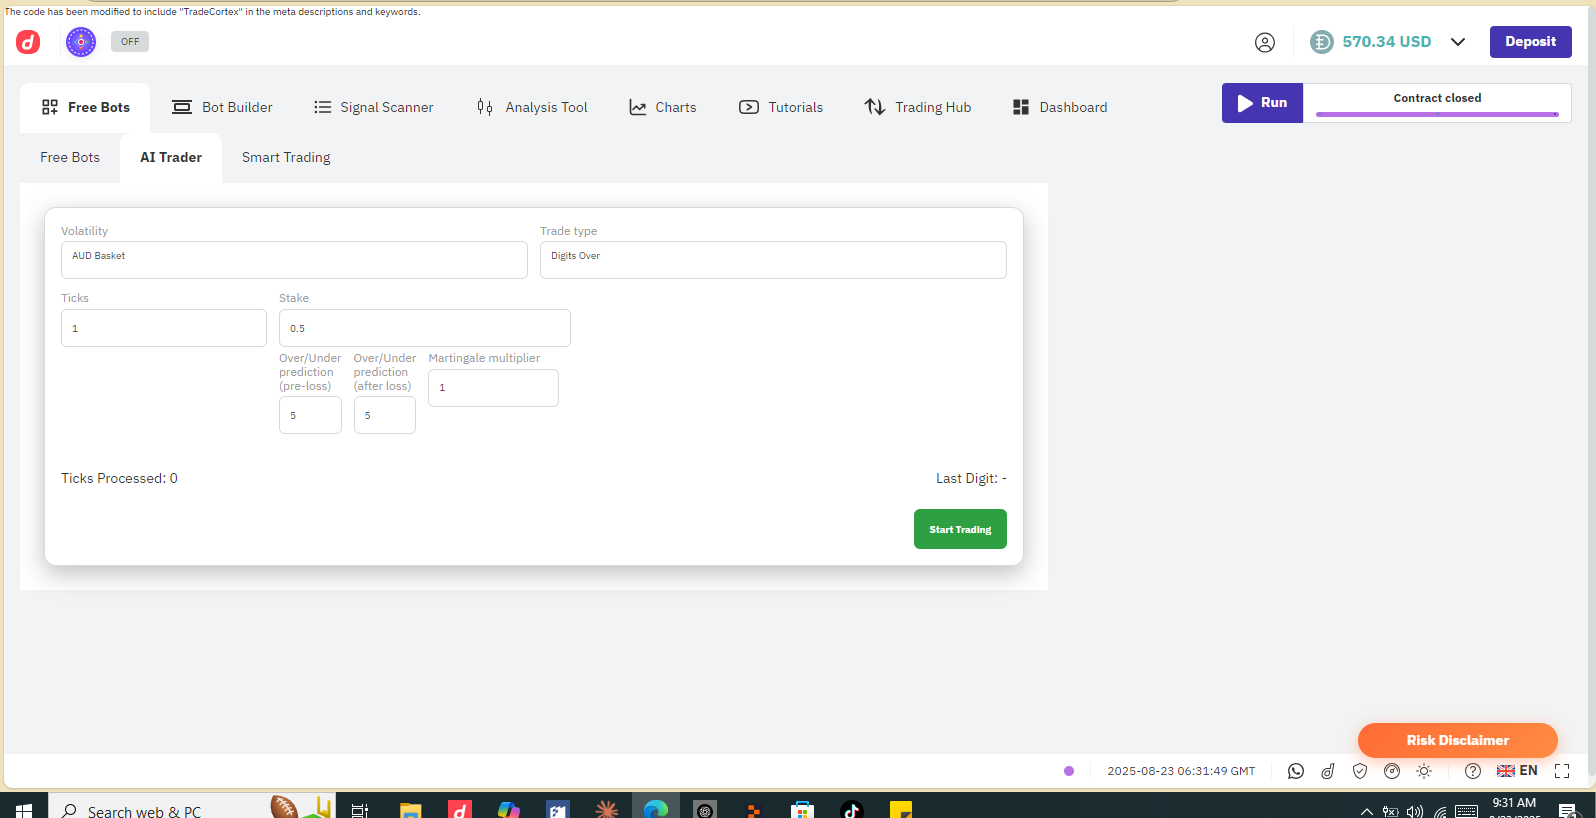 The code has been modified to include "TradeCortex" in the meta descriptions and keywords.
OFF
570.34 USD
Deposit
Free Bots
Bot Builder
Signal Scanner
Analysis Tool
Charts
Tutorials
Trading Hub
Dashboard
Run
Contract closed
Free Bots
AI Trader
Smart Trading
Volatility
Trade type
AUD Basket
Digits Over
Ticks
Stake
1
0.5
Over/Under
prediction
(pre-loss)
Over/Under
prediction
(after loss)
Martingale multiplier
1
5
5
Ticks Processed: 0
Last Digit: -
Start Trading
Risk Disclaimer
2025-08-23 06:31:49 GMT
EN
Search web & PC
9:31 AM